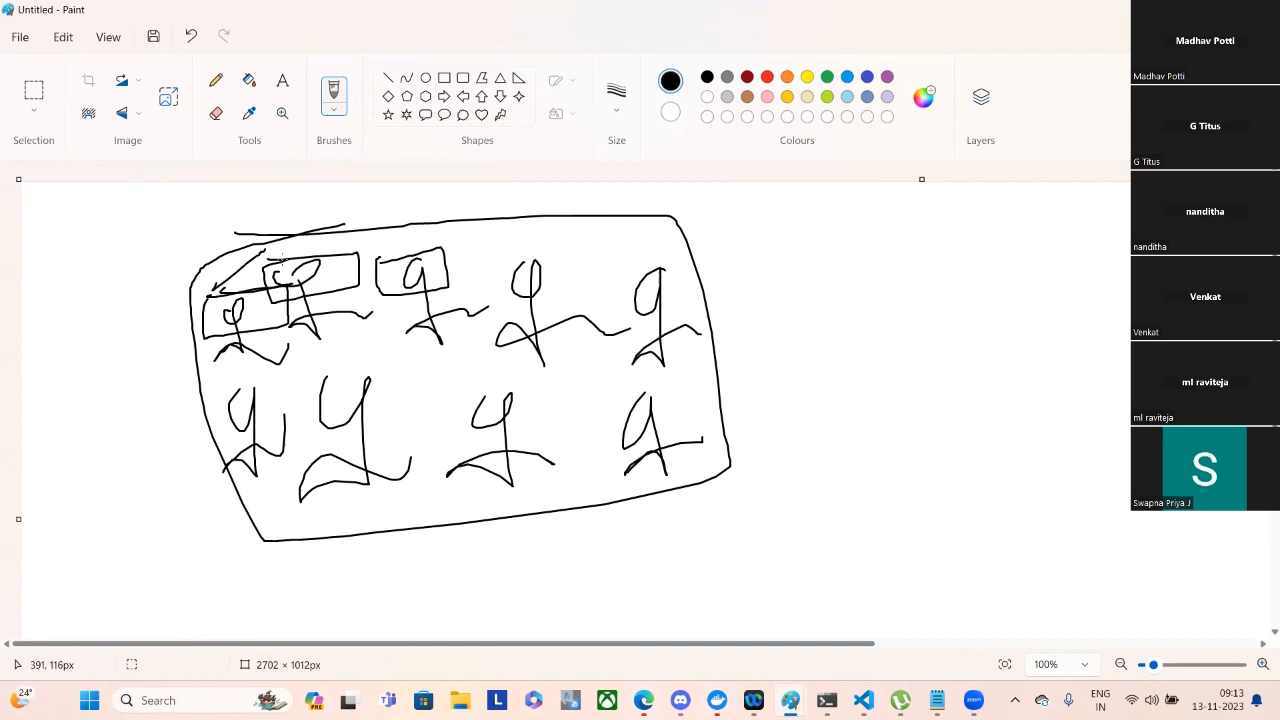 Untitled - Paint
File Edit View
Selection Image Tools Brushes Shapes Size Colours Layers
Madhav Potti
Madhav Potti
G Titus
G Titus
nanditha
nanditha
Venkat
Venkat
ml raviteja
ml raviteja
S
Swapna Priya J
391, 116px
2702 × 1012px
100%
24°
Search
PRE
L
ENG
IN
09:13
13-11-2023